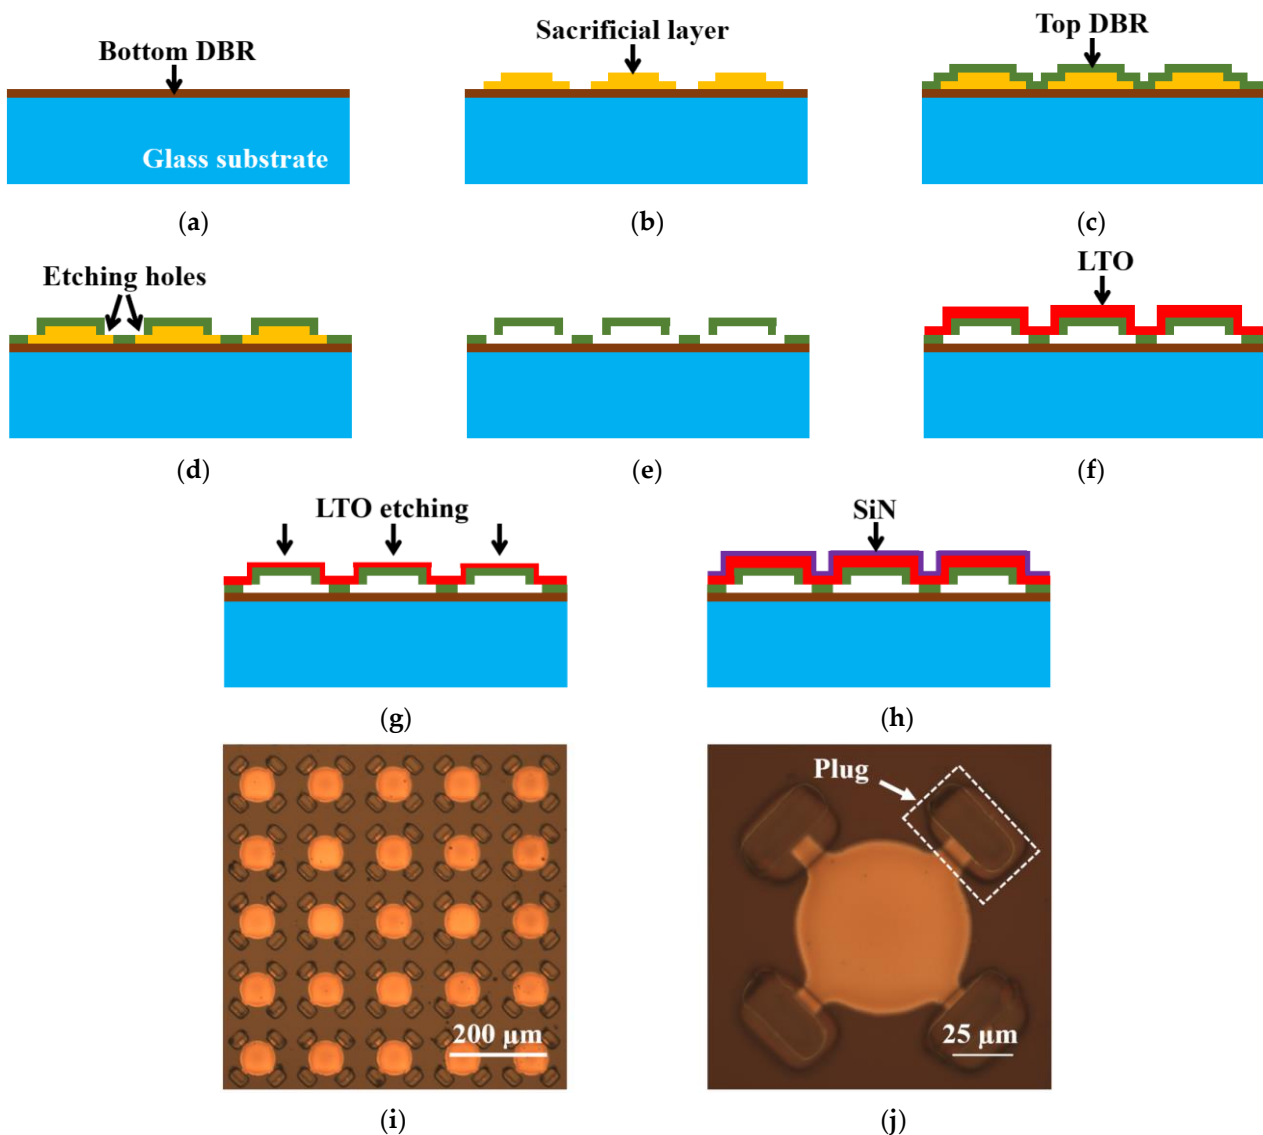 Bottom DBR
Glass substrate
(a)
Sacrificial layer
(b)
Top DBR
(c)
Etching holes
(d)
(e)
LTO
(f)
LTO etching
(g)
SiN
(h)
200 μm
(i)
Plug
25 μm
(j)